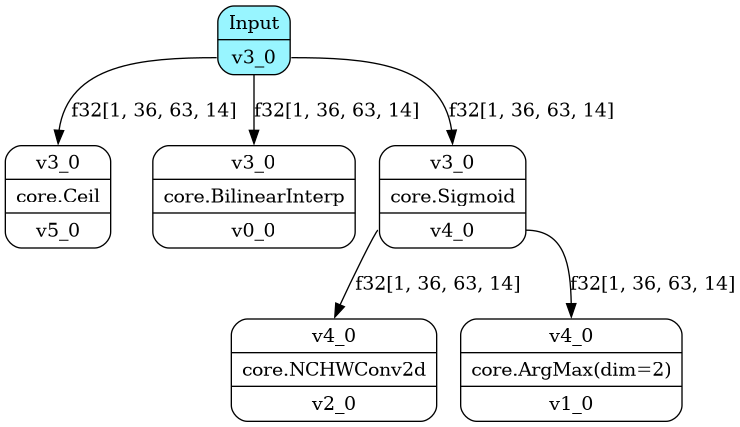 Input
v3_0
f32[1, 36, 63, 14]
f32[1, 36, 63, 14]
f32[1, 36, 63, 14]
v3_0
core.Ceil
v5_0
v3_0
core.BilinearInterp
v0_0
v3_0
core.Sigmoid
v4_0
f32[1, 36, 63, 14]
f32[1, 36, 63, 14]
v4_0
core.NCHWConv2d
v2_0
v4_0
core.ArgMax(dim=2)
v1_0